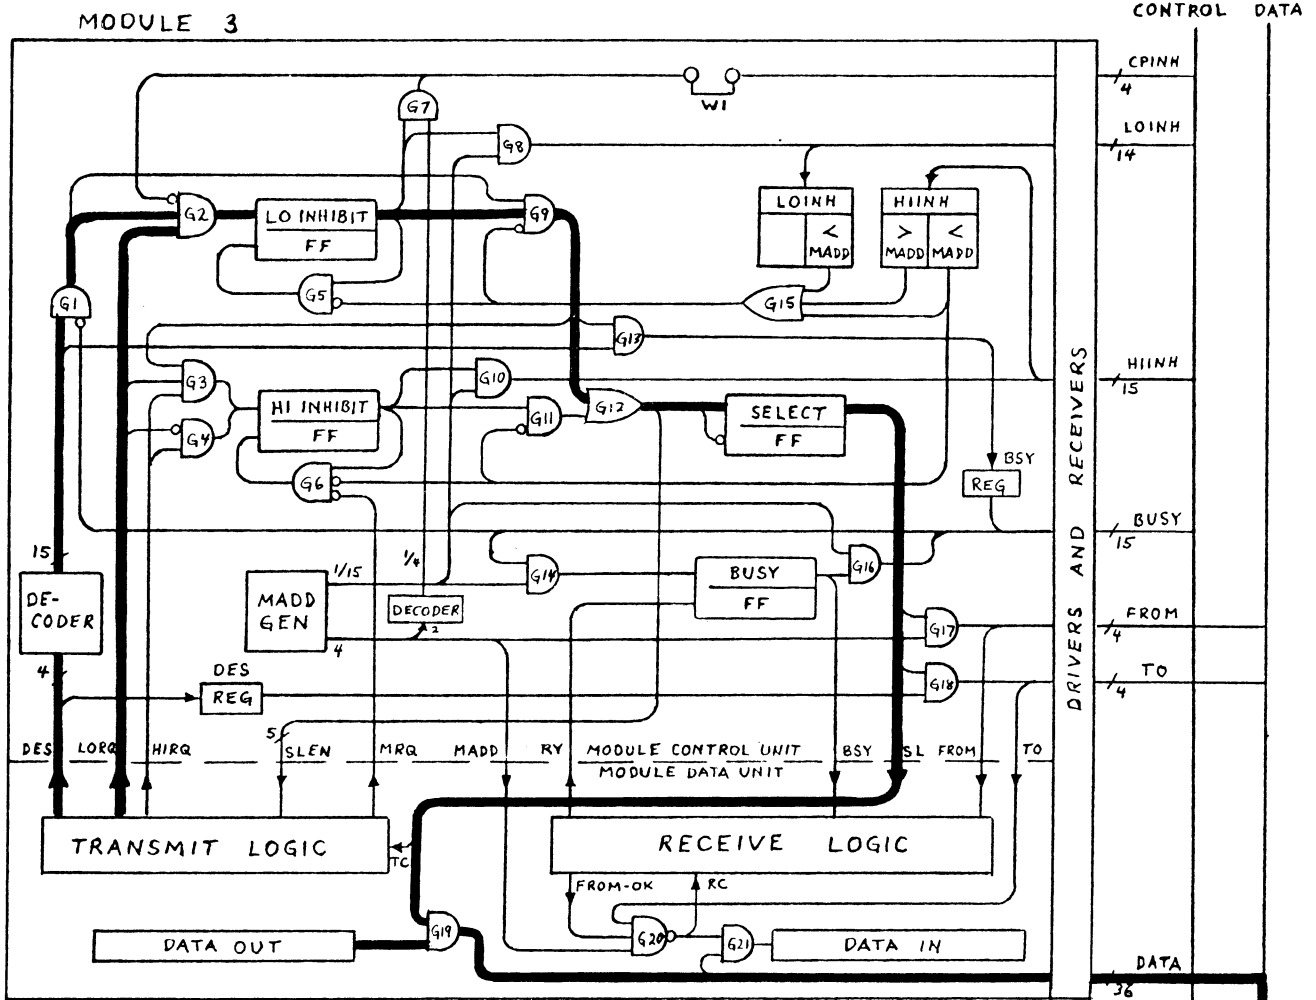 CONTROL DATA
MODULE 3
CPINH
4
G7
W1
LOINH
14
G8
LOINH
HIINH
G2
LO INHIBIT
G9
<
>
<
FF
MADD
MADD
MADD
G5
G15
G1
G13
G3
G10
HIINH
15
HI INHIBIT
G11
G12
SELECT
G4
FF
FF
DRIVERS AND RECEIVERS
G6
BSY
REG
BUSY
15
15
1/4
1/15
G14
BUSY
G16
DE-
CODER
MADD
GEN
DECODER
2
FF
FROM
G17
4
4
4
DES
REG
G18
TO
4
5
DES
LORQ
HIRQ
SLEN
MRQ
MADD
RY
MODULE CONTROL UNIT
BSY
SL
FROM
TO
MODULE DATA UNIT
TRANSMIT LOGIC
TC
RECEIVE LOGIC
FROM-OK
RC
G19
G20
G21
DATA OUT
DATA IN
DATA
36